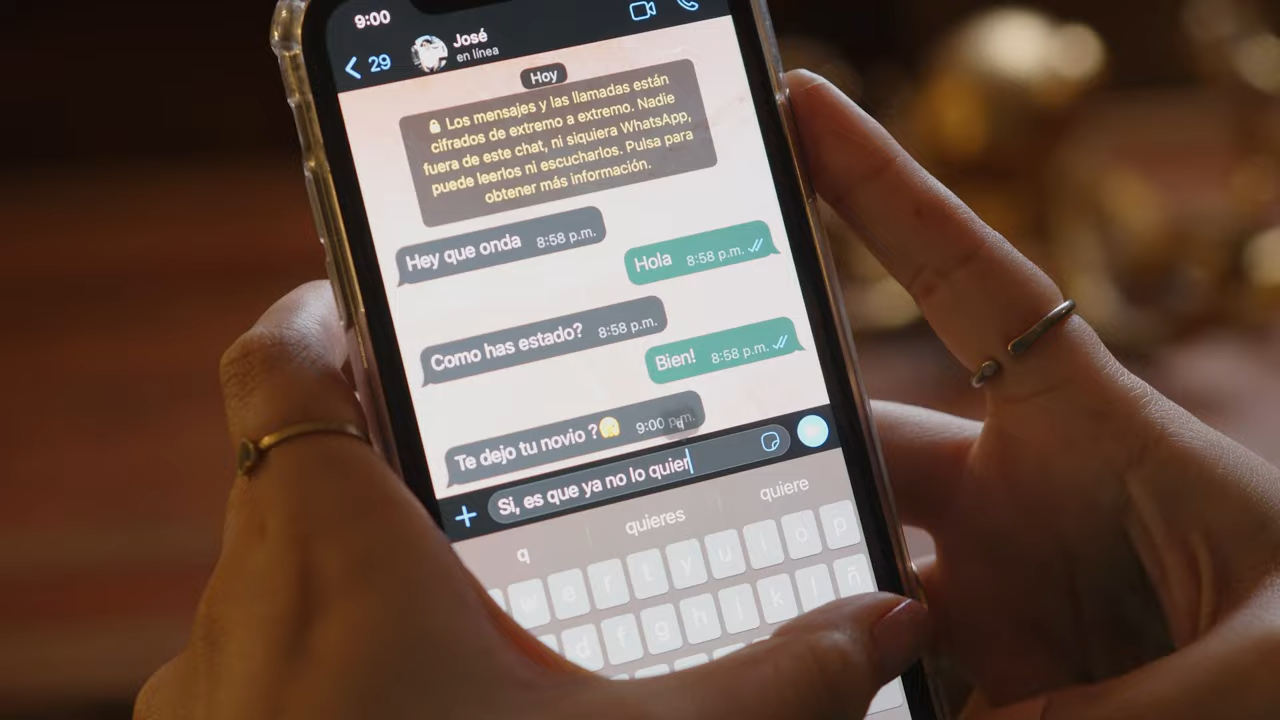 9:00
29
José
en línea
Hoy
Los mensajes y las llamadas están
cifrados de extremo a extremo. Nadie
fuera de este chat, ni siquiera WhatsApp,
puede leerlos ni escucharlos. Pulsa para
obtener más información.
Hey que onda 8:58 p.m.
Hola 8:58 p.m.
Como has estado? 8:58 p.m.
Bien! 8:58 p.m.
Te dejo tu novio ? 9:00 p.m.
Si, es que ya no lo quier
q quieres quiere
w e r t y u i o p
d f g h j k l ñ